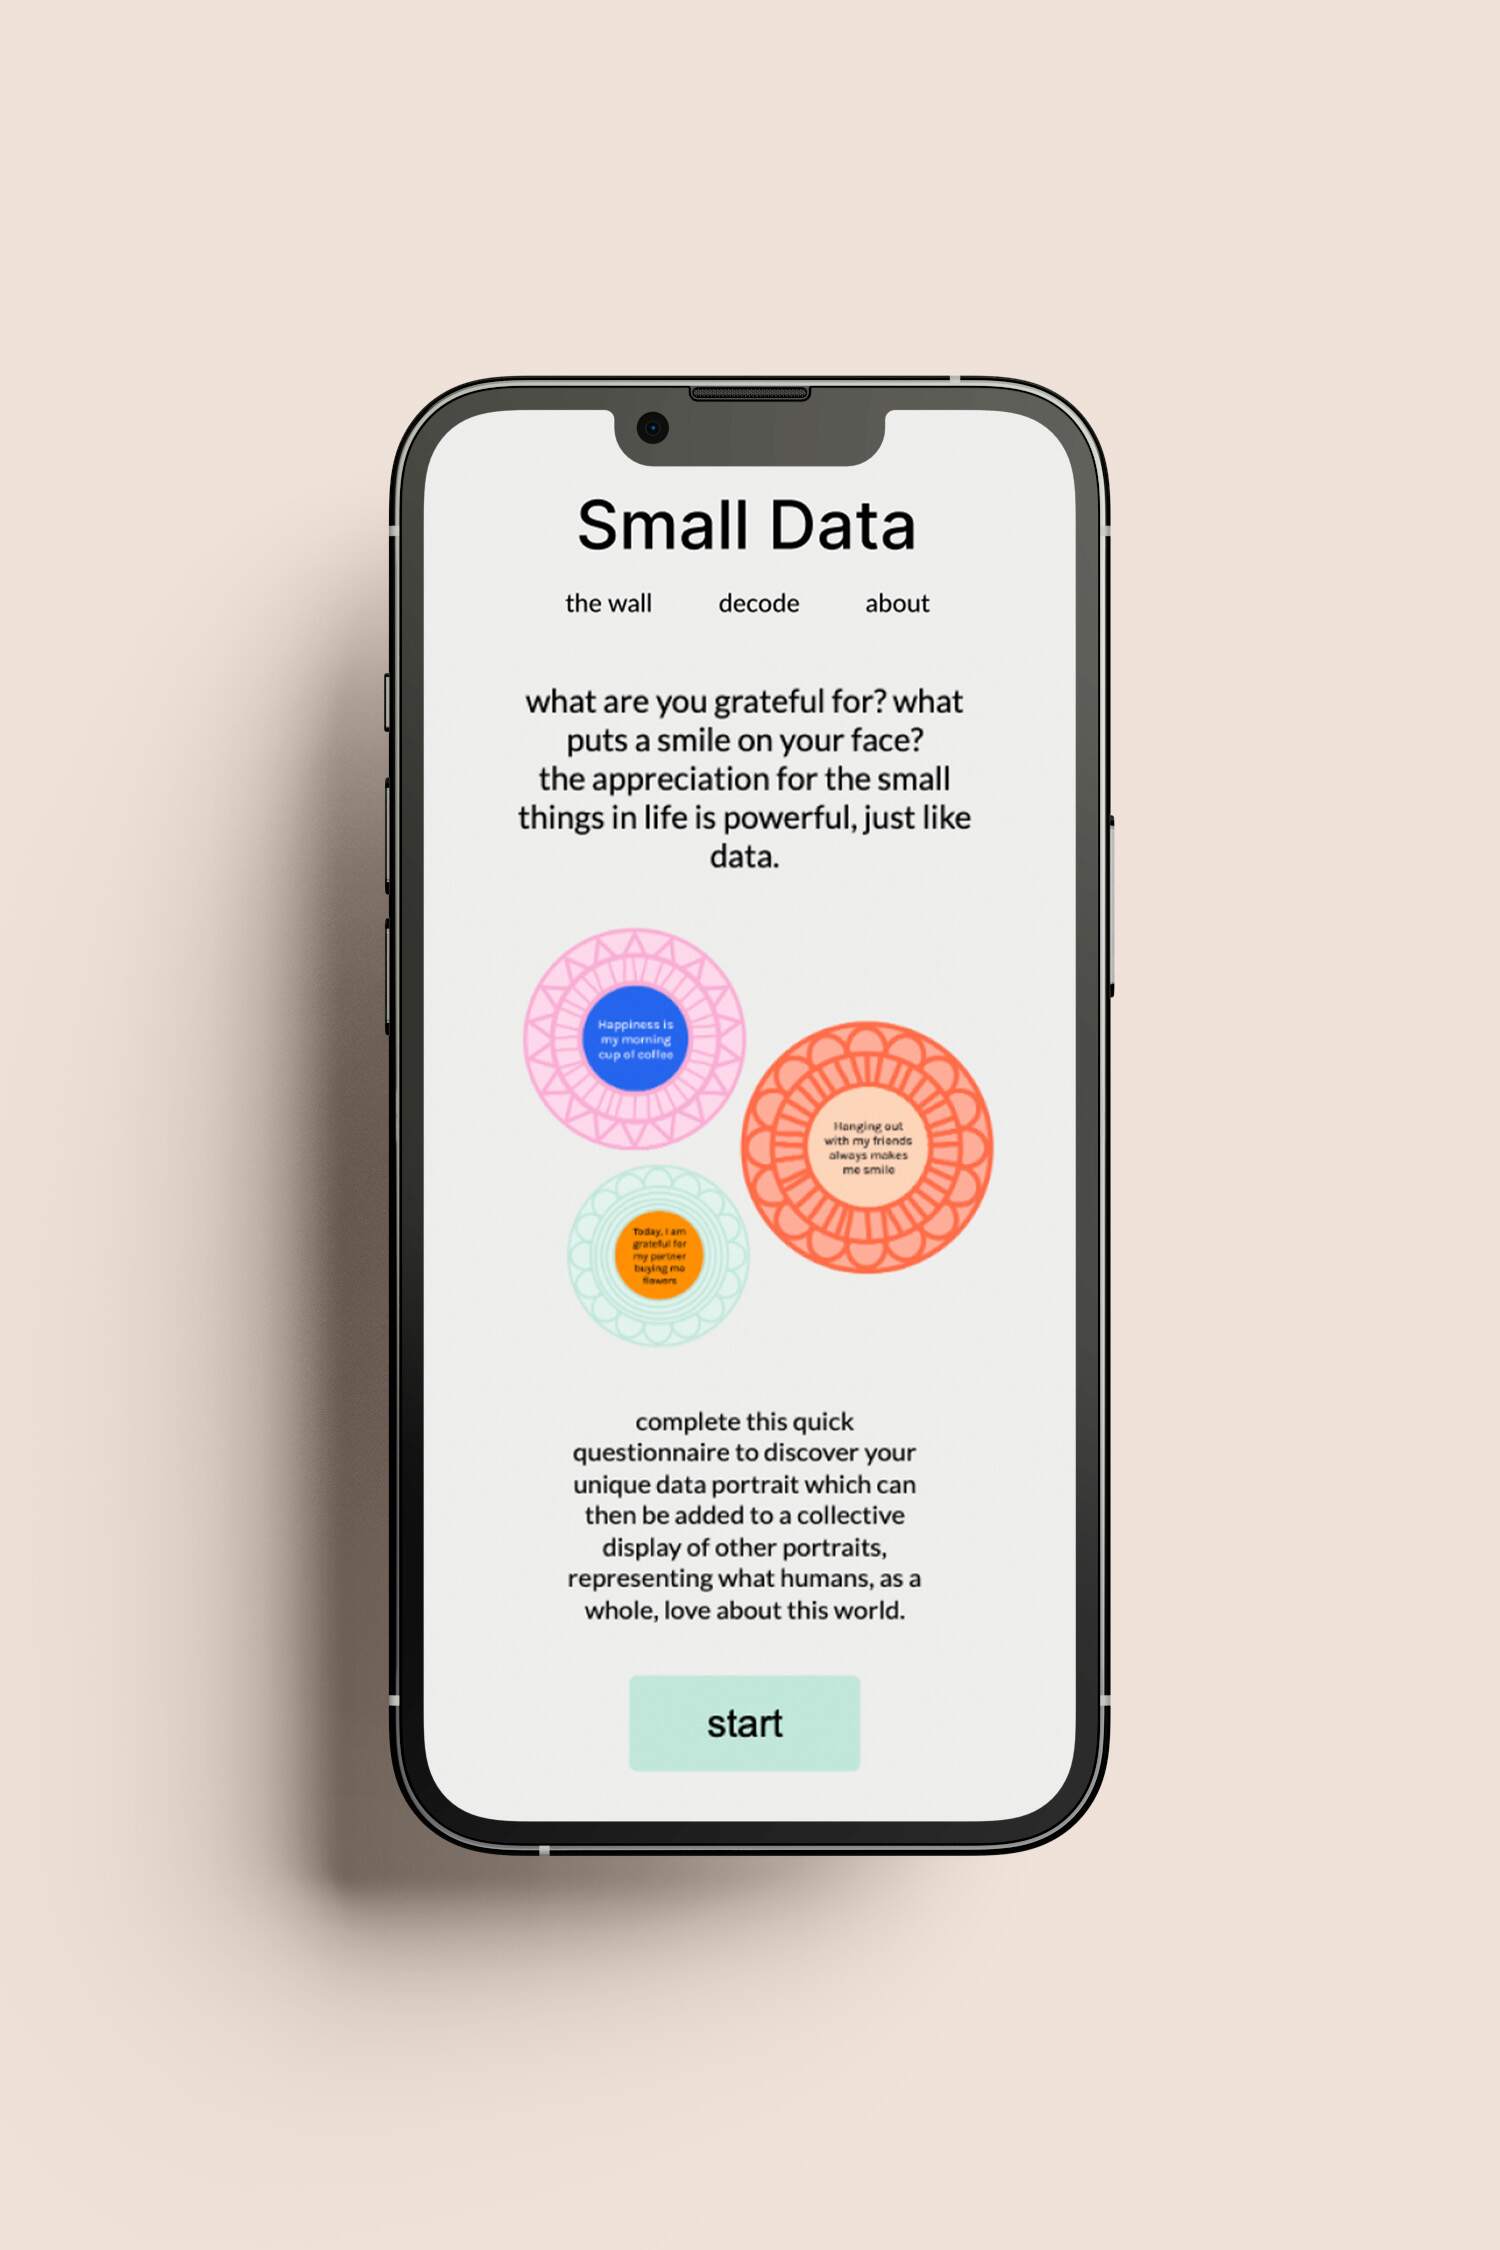 Small Data
the wall decode about
what are you grateful for? what
puts a smile on your face?
the appreciation for the small
things in life is powerful, just like
data.
Happiness is
my morning
cup of coffee
Hanging out
with my friends
always makes
me smile
Today, I am
grateful for
my partner
buying me
flowers
complete this quick
questionnaire to discover your
unique data portrait which can
then be added to a collective
display of other portraits,
representing what humans, as a
whole, love about this world.
start